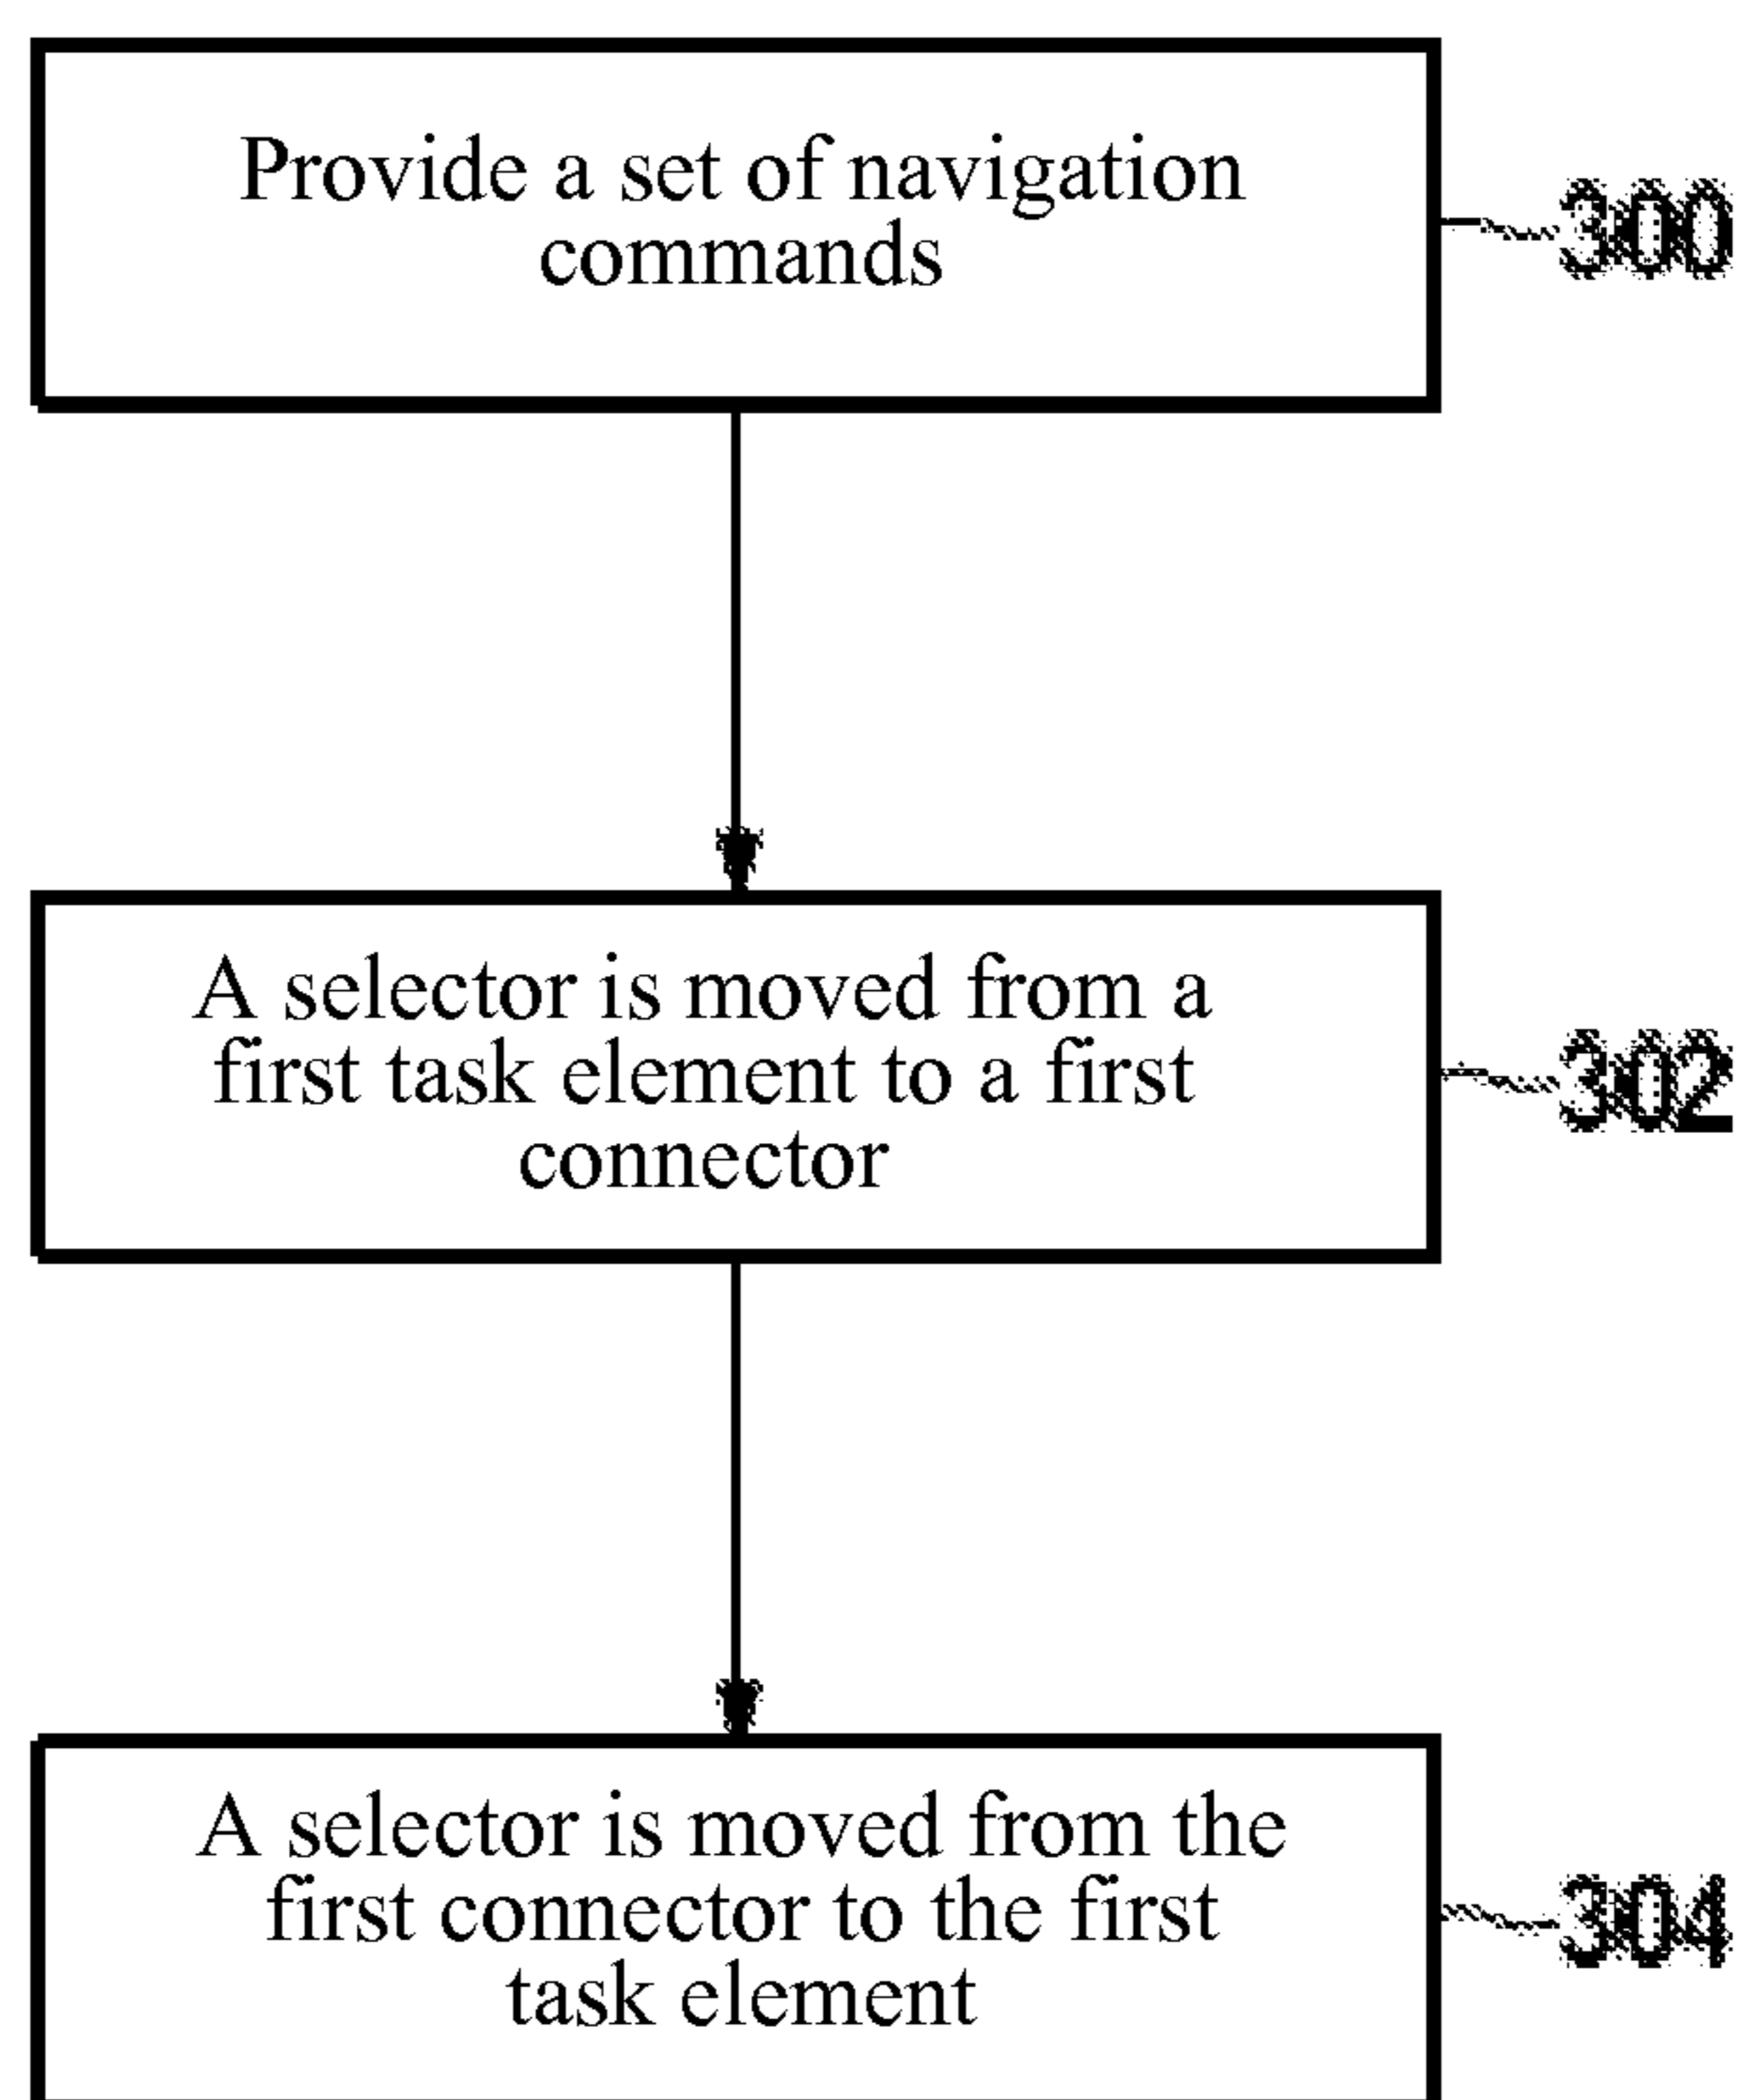 Provide a set of navigation
commands
300
A selector is moved from a
first task element to a first
connector
302
A selector is moved from the
first connector to the first
task element
304